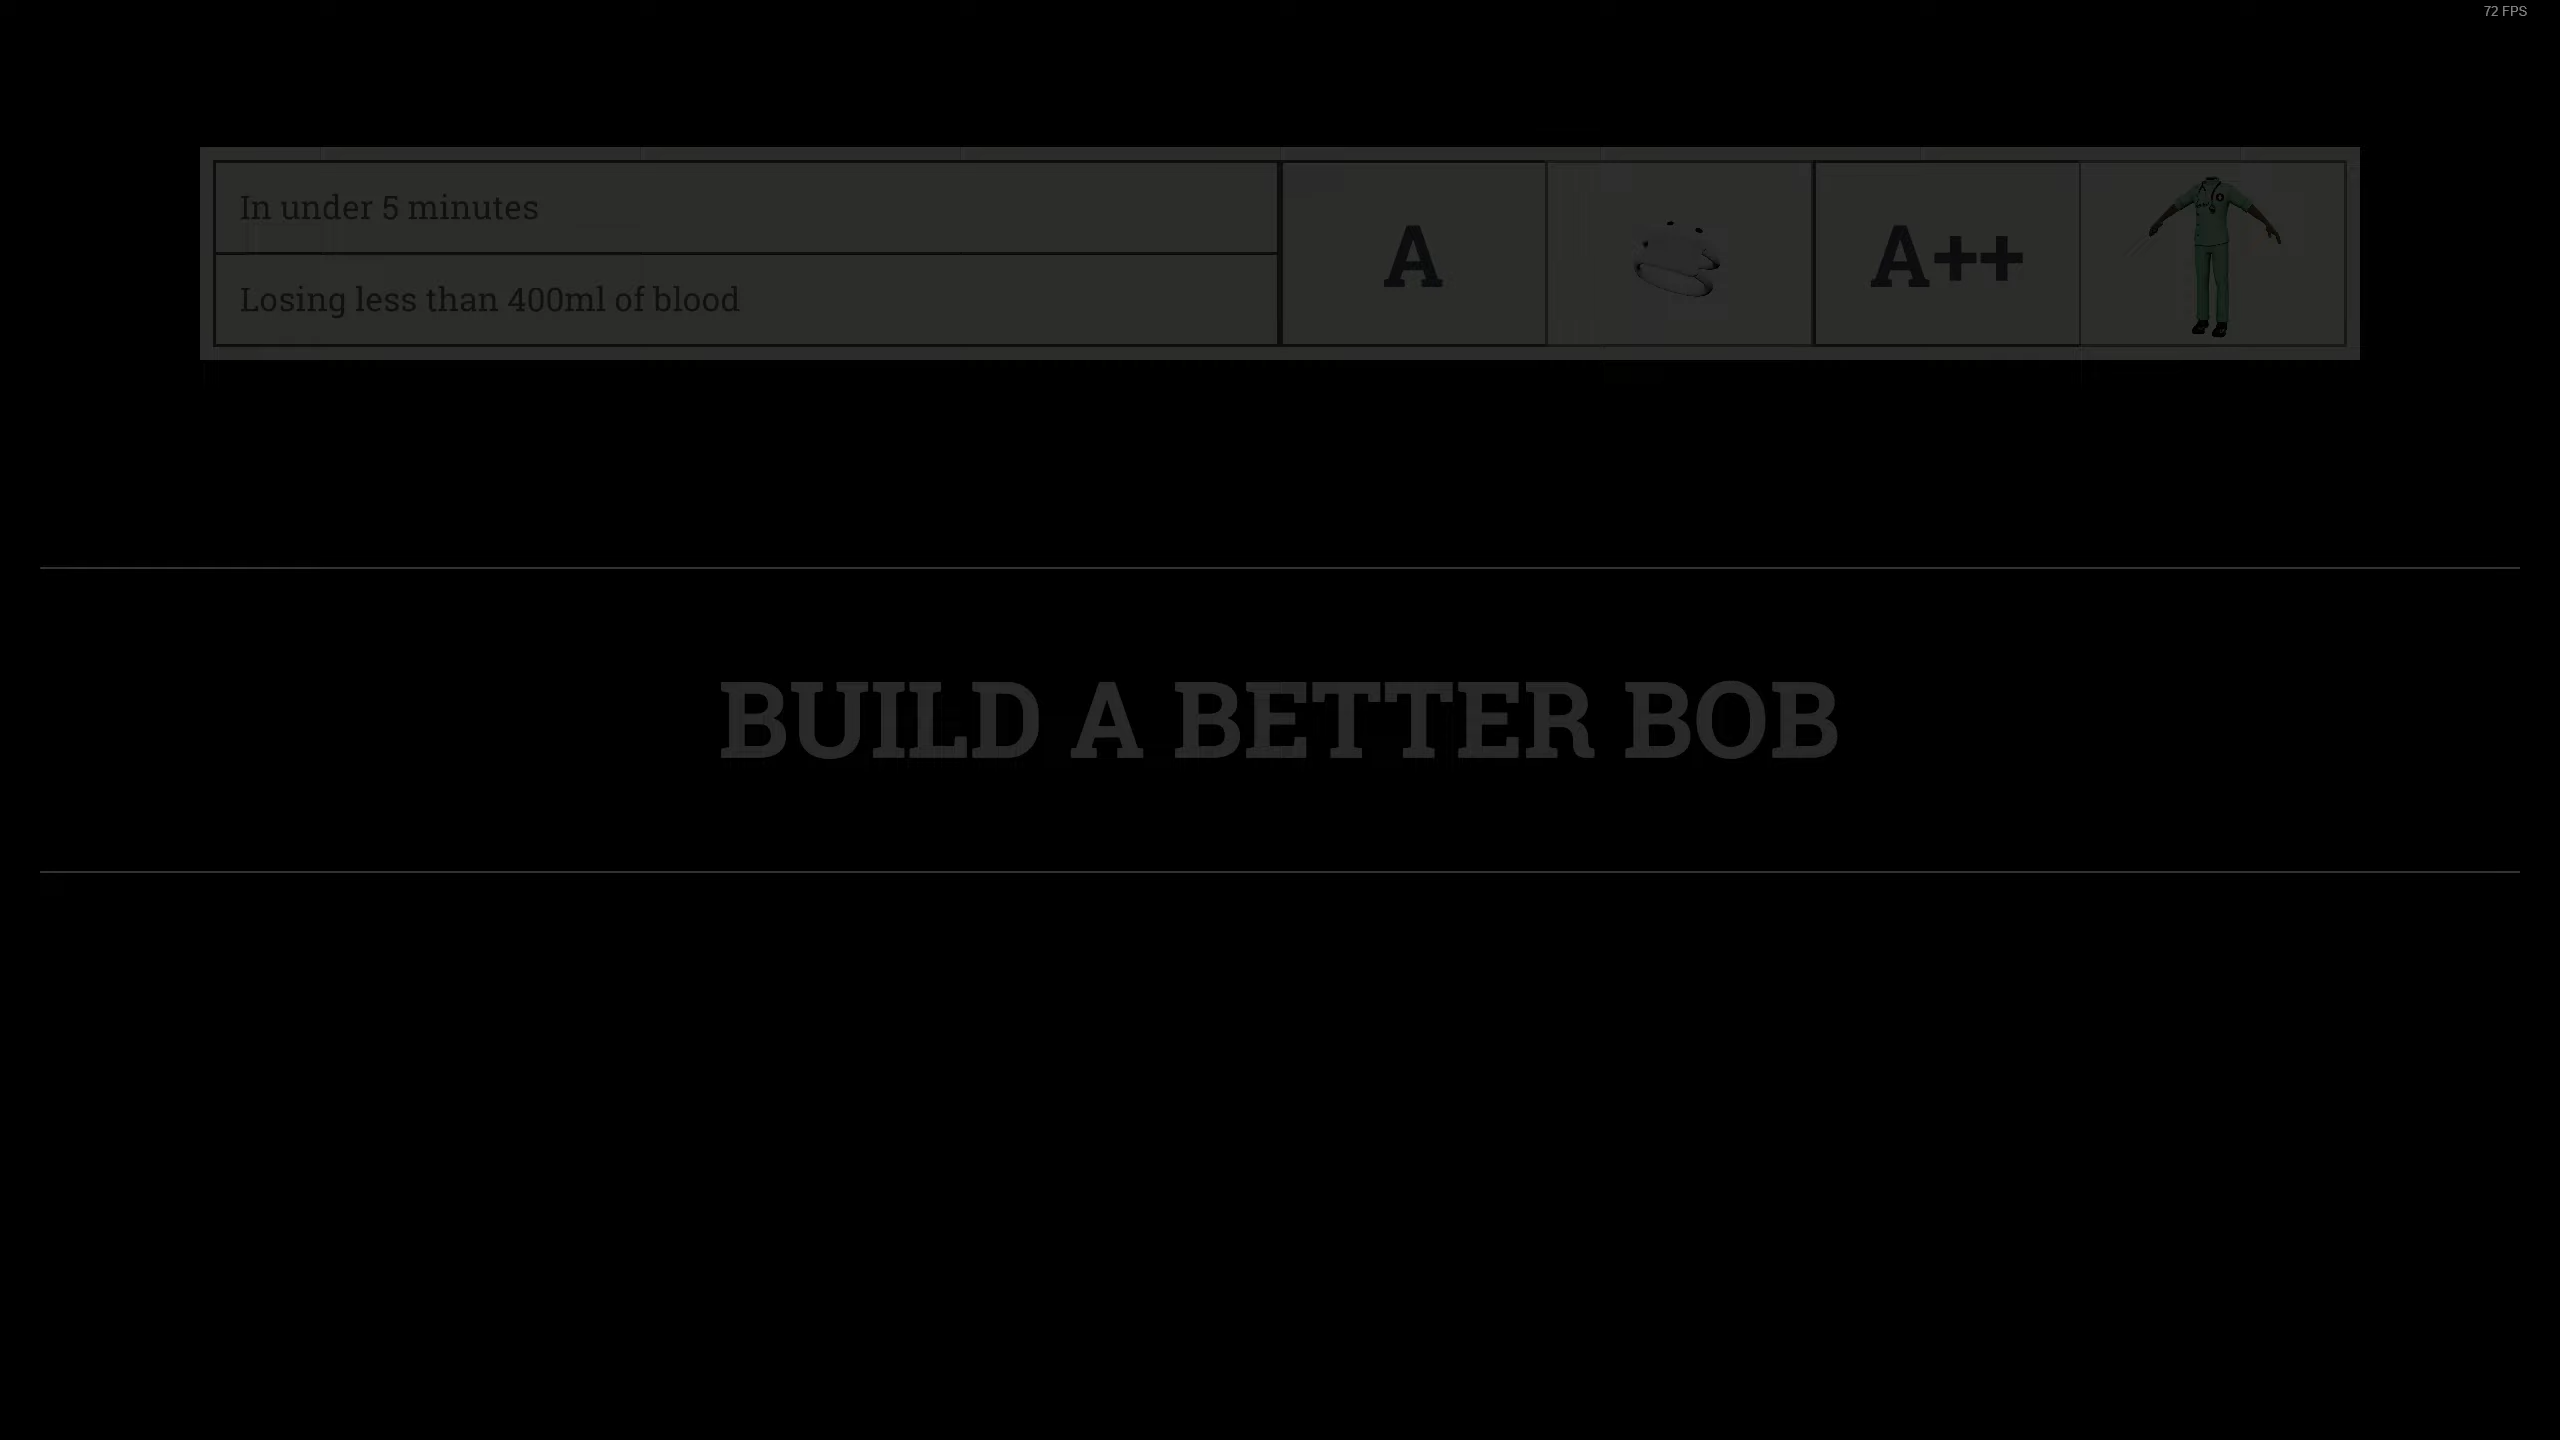 72 FPS
In under 5 minutes
Losing less than 400ml of blood
A
A++
BUILD A BETTER BOB